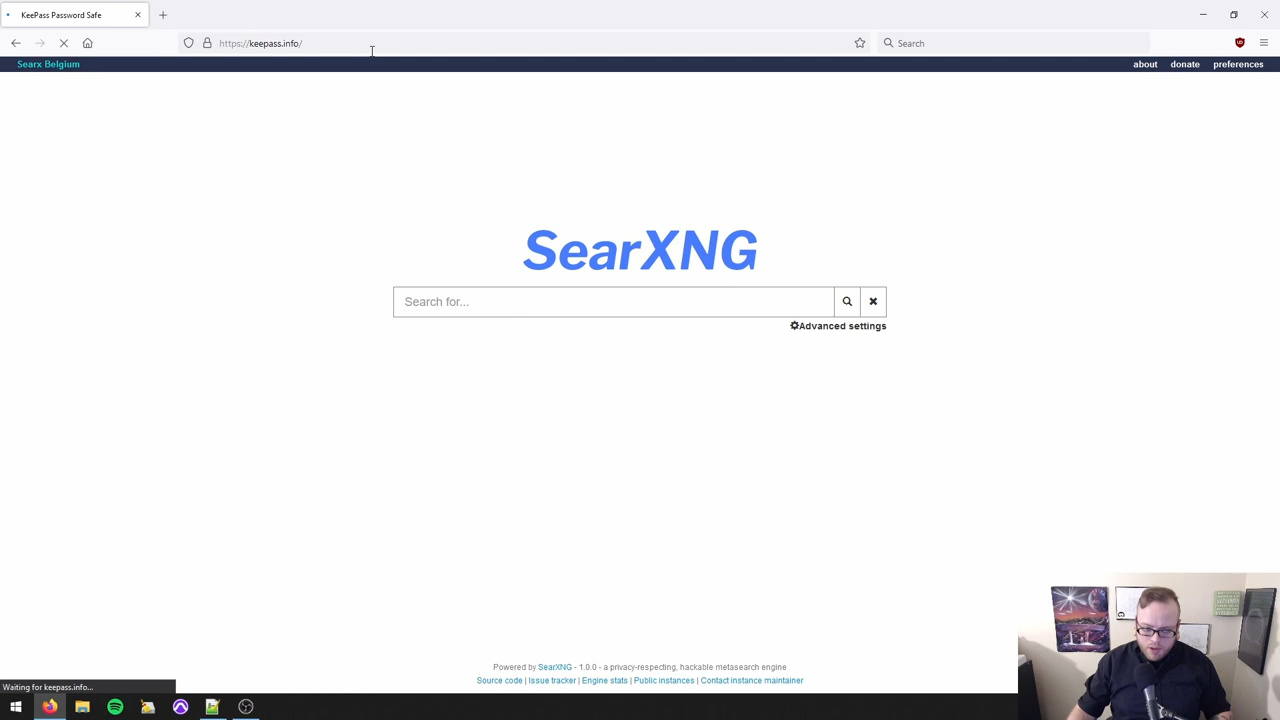 KeePass Password Safe
https://keepass.info/
Search
Searx Belgium
about donate preferences
SearXNG
Search for...
Advanced settings
Powered by SearXNG - 1.0.0 - a privacy-respecting, hackable metasearch engine
Source code | Issue tracker | Engine stats | Public instances | Contact instance maintainer
Waiting for keepass.info...